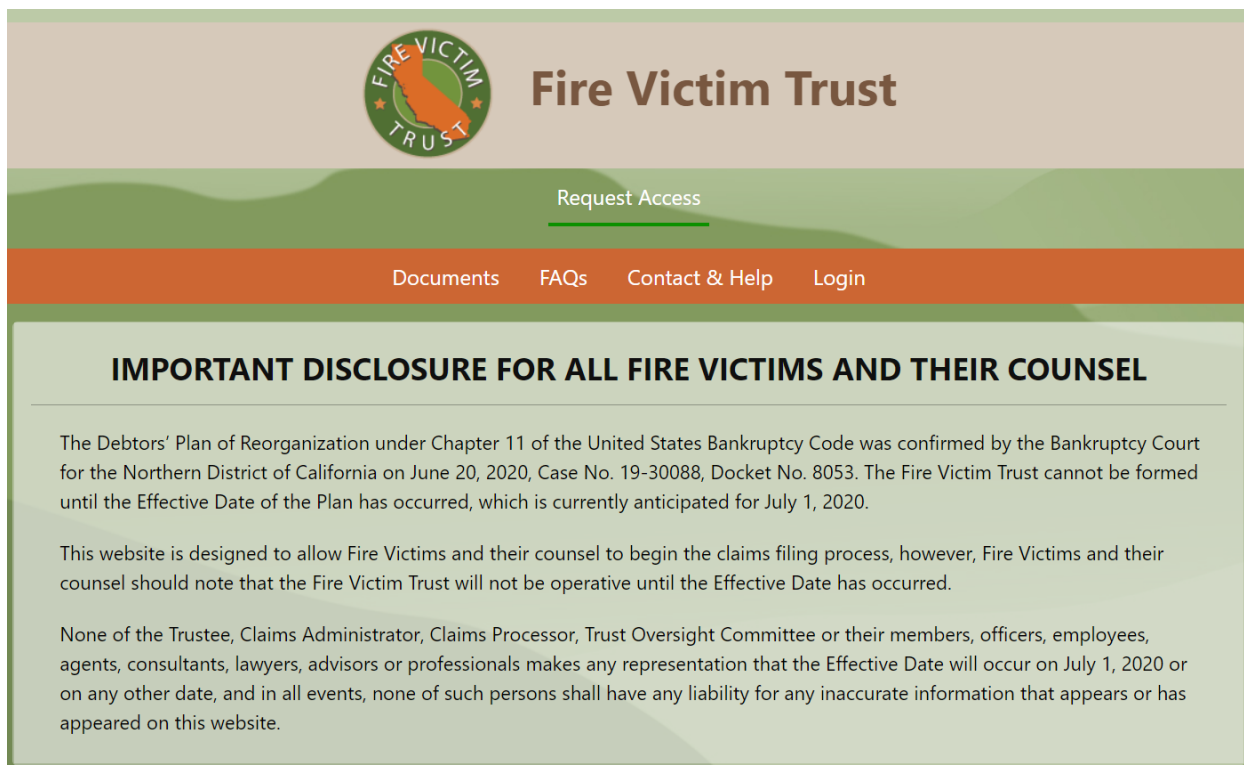 FIRE VICTIM
TRUST
Fire Victim Trust
Request Access
Documents FAQs Contact & Help Login
IMPORTANT DISCLOSURE FOR ALL FIRE VICTIMS AND THEIR COUNSEL
The Debtors' Plan of Reorganization under Chapter 11 of the United States Bankruptcy Code was confirmed by the Bankruptcy Court
for the Northern District of California on June 20, 2020, Case No. 19-30088, Docket No. 8053. The Fire Victim Trust cannot be formed
until the Effective Date of the Plan has occurred, which is currently anticipated for July 1, 2020.
This website is designed to allow Fire Victims and their counsel to begin the claims filing process, however, Fire Victims and their
counsel should note that the Fire Victim Trust will not be operative until the Effective Date has occurred.
None of the Trustee, Claims Administrator, Claims Processor, Trust Oversight Committee or their members, officers, employees,
agents, consultants, lawyers, advisors or professionals makes any representation that the Effective Date will occur on July 1, 2020 or
on any other date, and in all events, none of such persons shall have any liability for any inaccurate information that appears or has
appeared on this website.